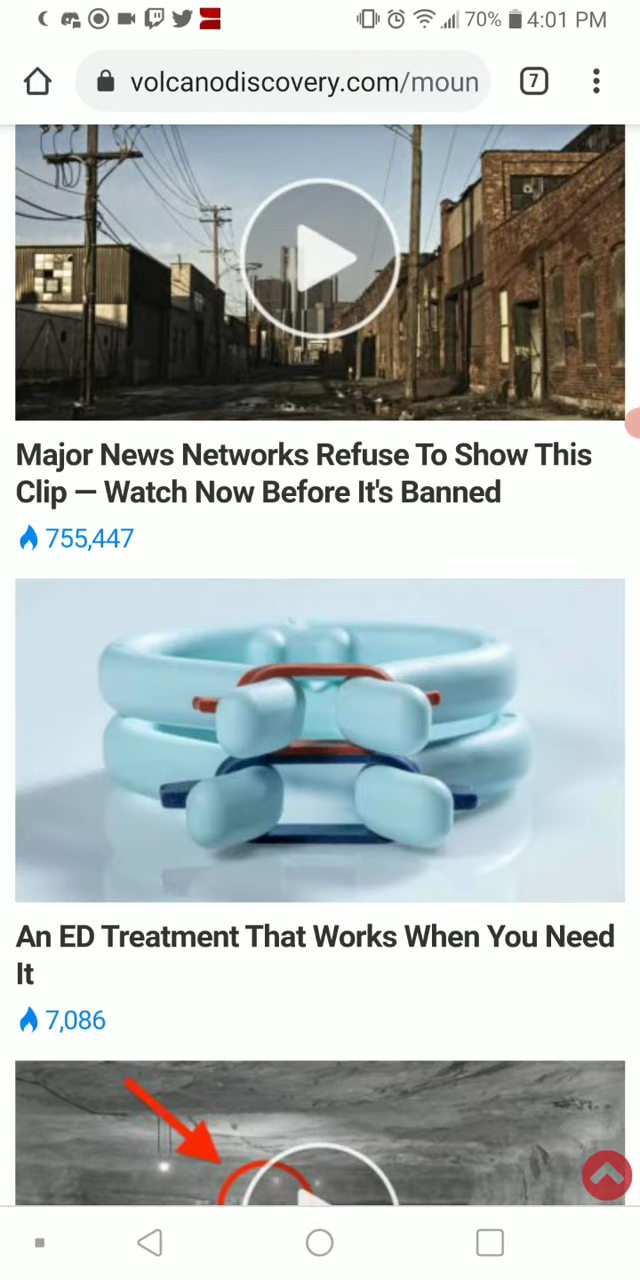 70% 4:01 PM
volcanodiscovery.com/moun
7
Major News Networks Refuse To Show This
Clip — Watch Now Before It's Banned
755,447
An ED Treatment That Works When You Need
It
7,086